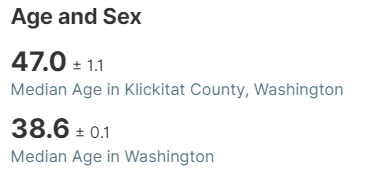 Age and Sex
47.0 ± 1.1
Median Age in Klickitat County, Washington
38.6 ± 0.1
Median Age in Washington